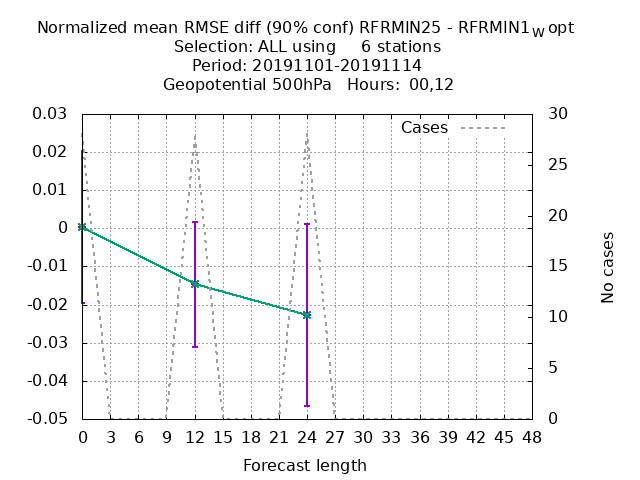 Normalized mean RMSE diff (90% conf) RFRMIN25 - RFRMIN1wopt
Selection: ALL using 6 stations
Period: 20191101-20191114
Geopotential 500hPa Hours: 00,12
Cases
0.03
0.02
0.01
0
-0.01
-0.02
-0.03
-0.04
-0.05
30
25
20
15
10
5
0
No cases
0 3 6 9 12 15 18 21 24 27 30 33 36 39 42 45 48
Forecast length